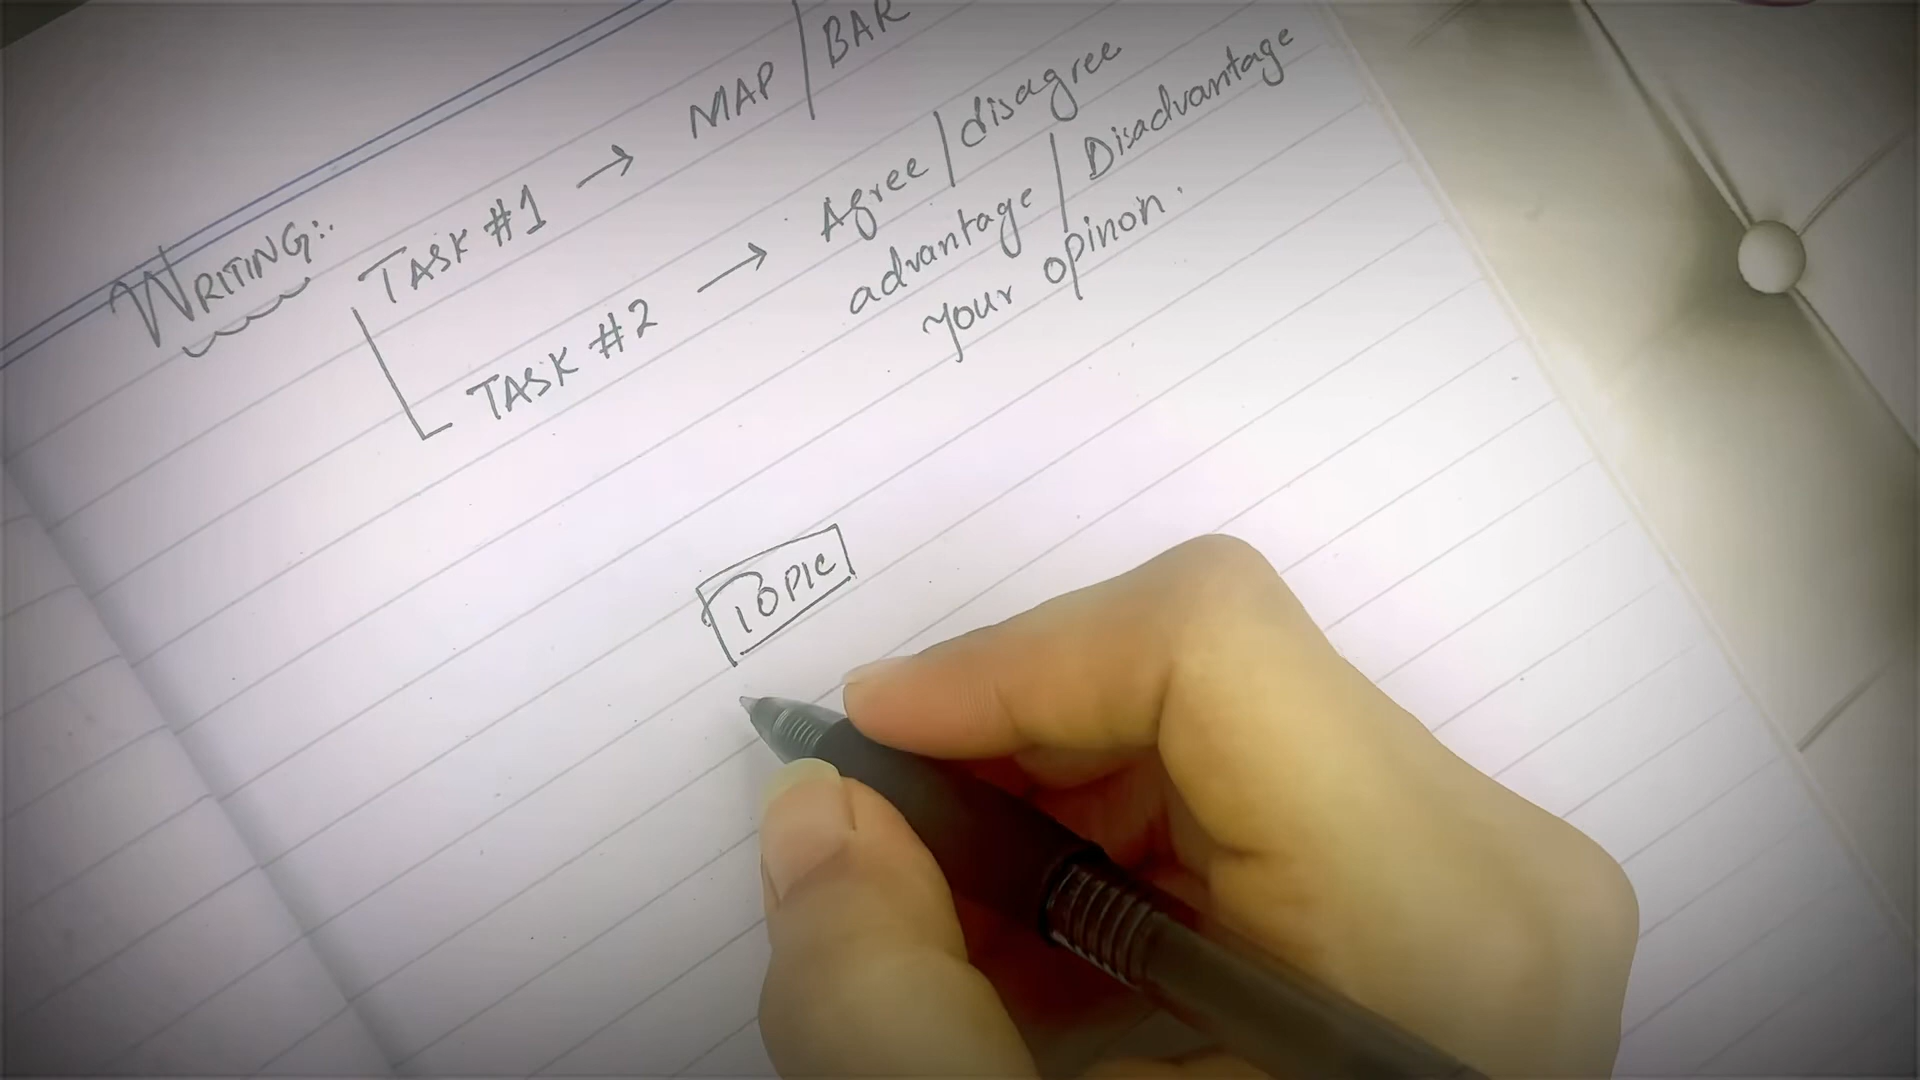 WRITING:
TASK #1 → MAP / BAR
TASK #2 → Agree / disagree
advantage / Disadvantage
your opinon.
TOPIC